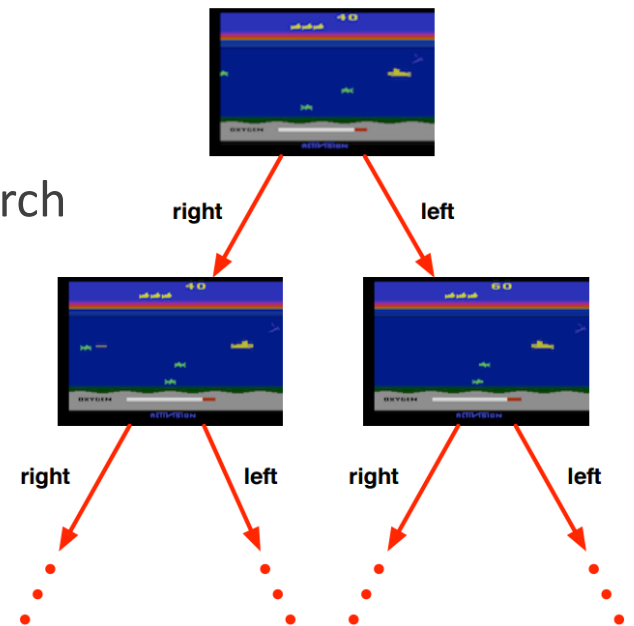 40
OXYGEN
ACTIVISION
rch
right left
40 60
OXYGEN OXYGEN
ACTIVISION ACTIVISION
right left right left